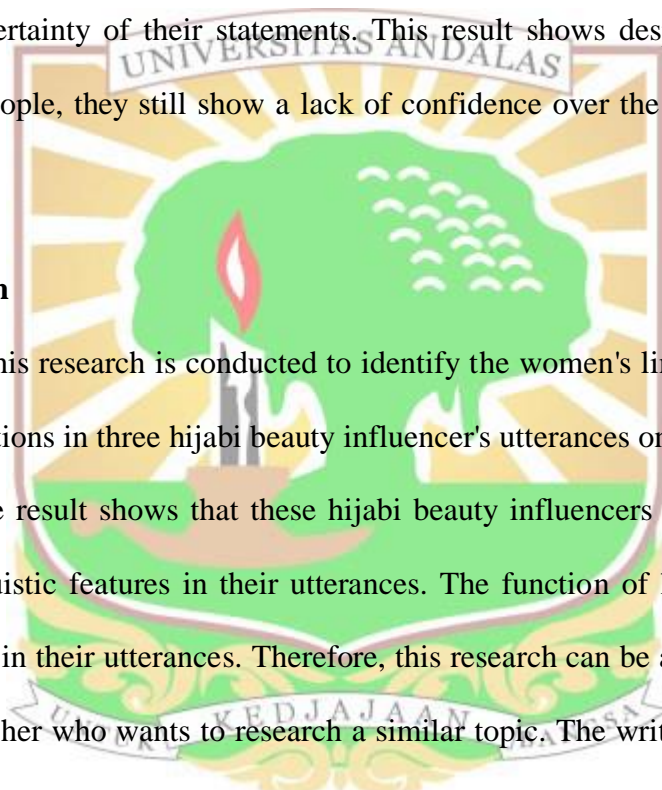 ertainty of their statements. This result shows des
UNIVERSITAS ANDALAS
ople, they still show a lack of confidence over the
n
his research is conducted to identify the women's lin
tions in three hijabi beauty influencer's utterances on
e result shows that these hijabi beauty influencers
uistic features in their utterances. The function of
in their utterances. Therefore, this research can be a
UNTUK KEDJAJAAN BANGSA
her who wants to research a similar topic. The writ